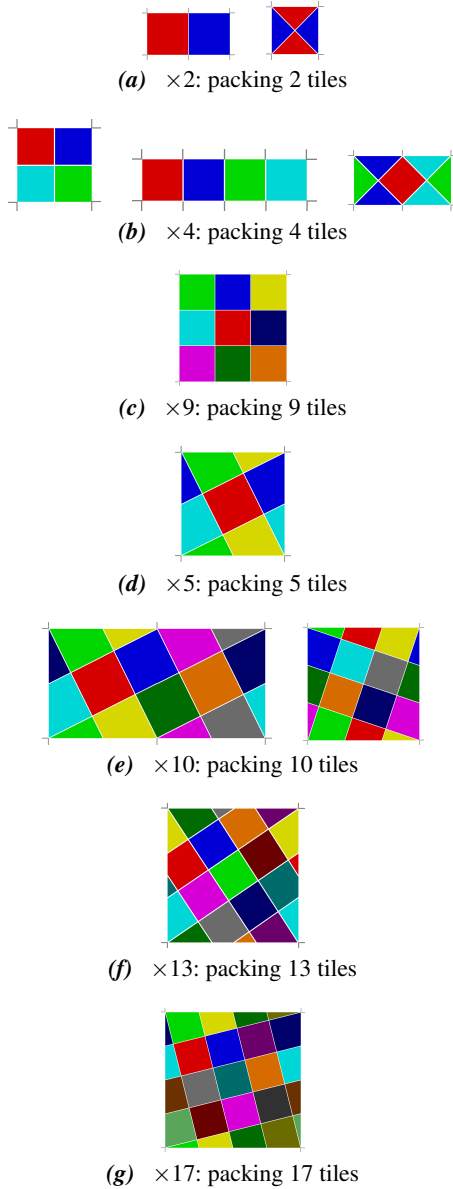 (a) ×2: packing 2 tiles
(b) ×4: packing 4 tiles
(c) ×9: packing 9 tiles
(d) ×5: packing 5 tiles
(e) ×10: packing 10 tiles
(f) ×13: packing 13 tiles
(g) ×17: packing 17 tiles